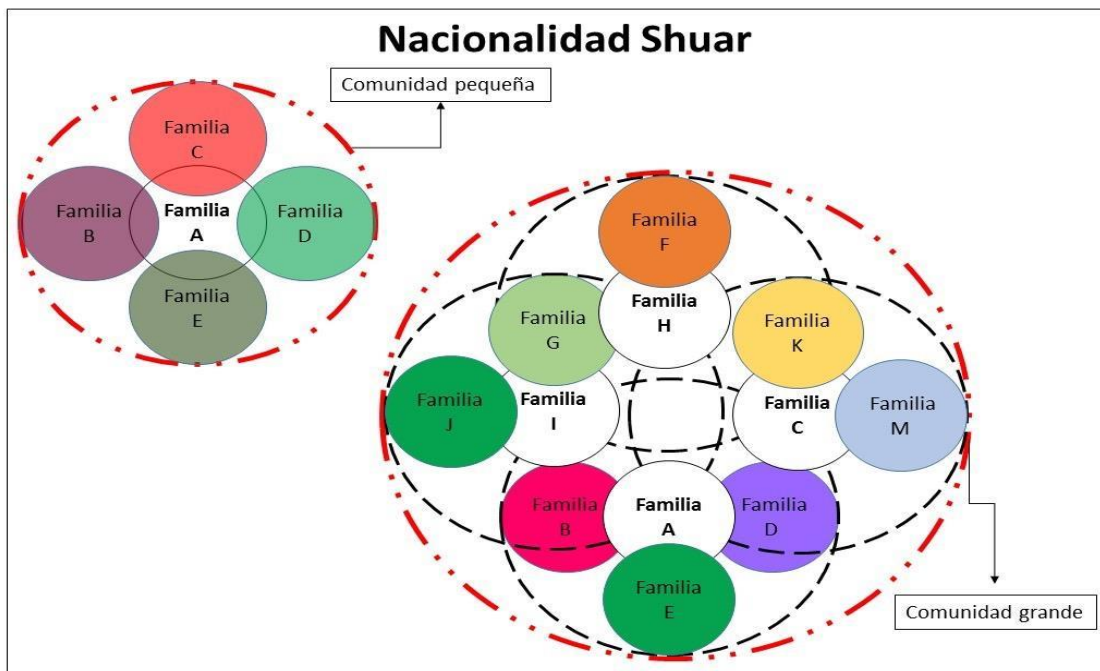 Nacionalidad Shuar
Comunidad pequeña
Familia
C
Familia
B
Familia
A
Familia
D
Familia
E
Familia
F
Familia
H
Familia
G
Familia
K
Familia
J
Familia
I
Familia
C
Familia
M
Familia
B
Familia
A
Familia
D
Familia
E
Comunidad grande